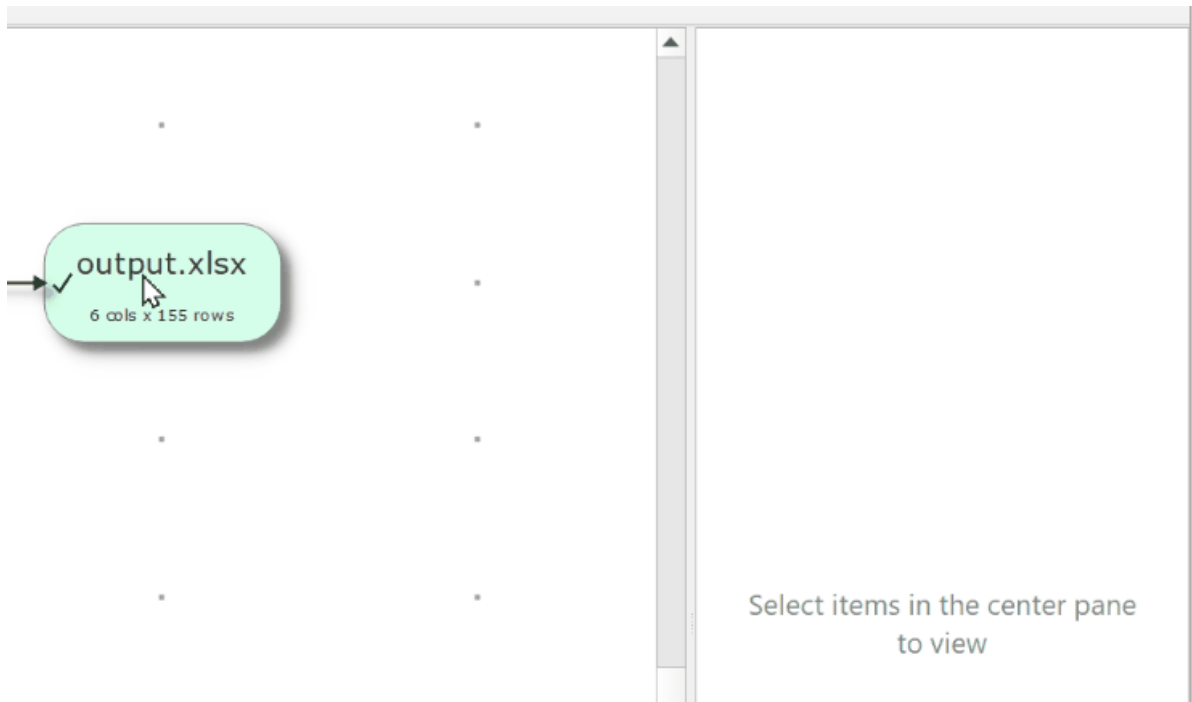 output.xlsx
6 cols x 155 rows
Select items in the center pane
to view